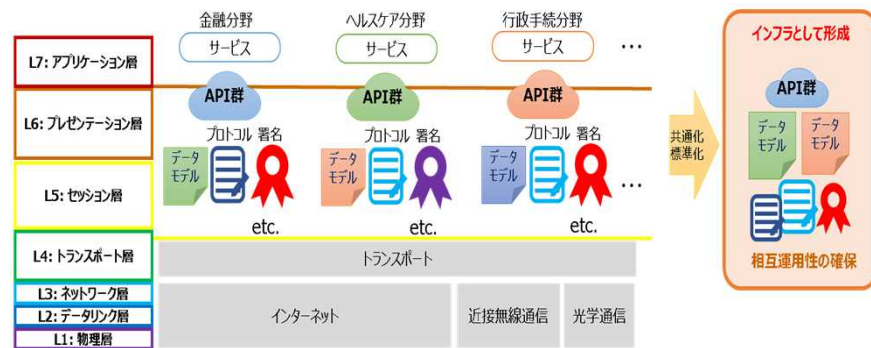 金融分野
ヘルスケア分野
行政手続分野
サービス
サービス
サービス
…
L7: アプリケーション層
API群
API群
API群
L6: プレゼンテーション層
プロトコル 署名
プロトコル 署名
プロトコル 署名
データ
モデル
データ
モデル
データ
モデル
…
L5: セッション層
etc.
etc.
etc.
L4: トランスポート層
トランスポート
L3: ネットワーク層
L2: データリンク層
L1: 物理層
インターネット
近接無線通信
光学通信
共通化
標準化
インフラとして形成
API群
データ
モデル
データ
モデル
相互運用性の確保